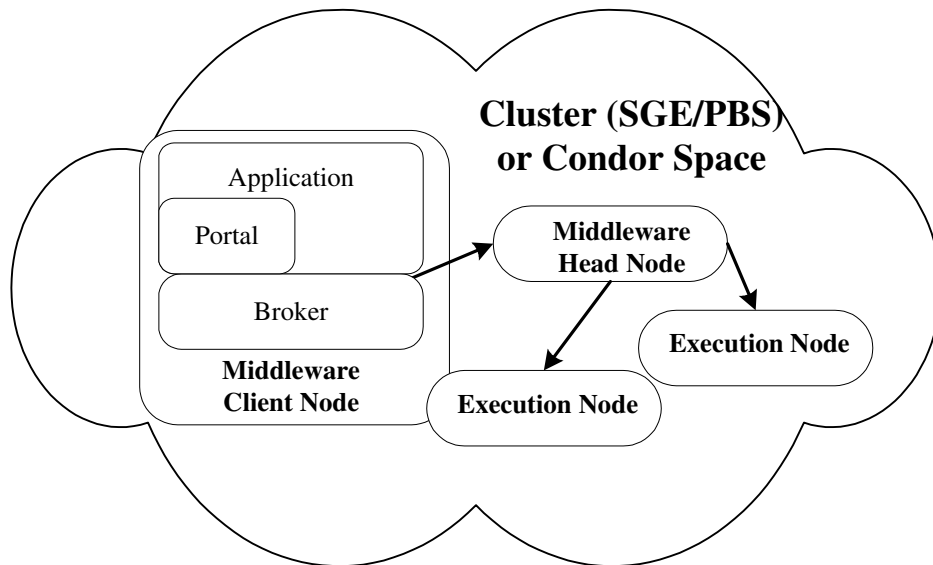 Cluster (SGE/PBS)
or Condor Space
Application
Portal
Broker
Middleware
Client Node
Middleware
Head Node
Execution Node
Execution Node